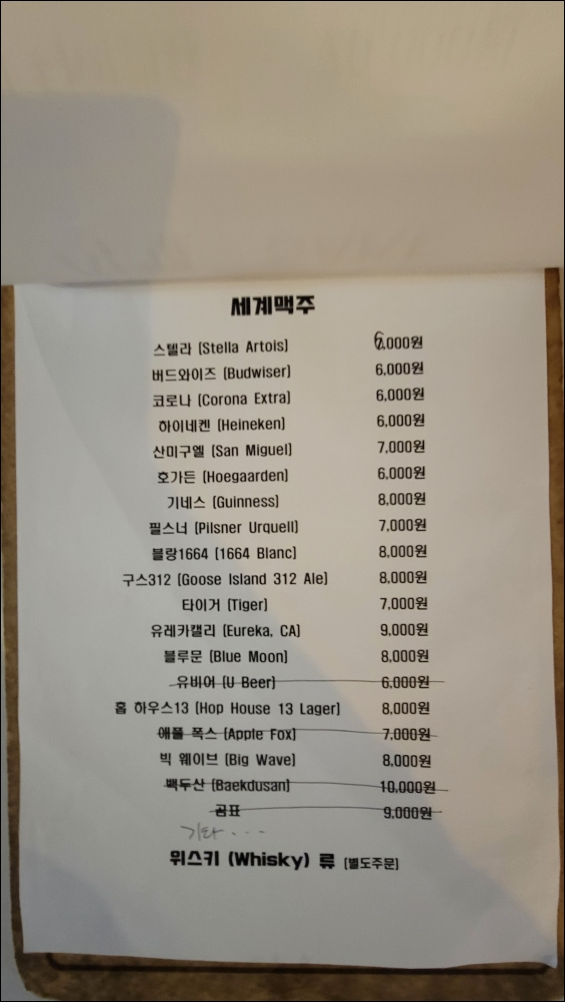 세계맥주
스텔라 (Stella Artois) 6,000원
버드와이즈 (Budwiser) 6,000원
코로나 (Corona Extra) 6,000원
하이네켄 (Heineken) 6,000원
산미구엘 (San Miguel) 7,000원
호가든 (Hoegaarden) 6,000원
기네스 (Guinness) 8,000원
필스너 (Pilsner Urquell) 7,000원
블랑1664 (1664 Blanc) 8,000원
구스312 (Goose Island 312 Ale) 8,000원
타이거 (Tiger) 7,000원
유레카캘리 (Eureka, CA) 9,000원
블루문 (Blue Moon) 8,000원
유비어 (U Beer) 6,000원
홉 하우스13 (Hop House 13 Lager) 8,000원
애플 폭스 (Apple Fox) 7,000원
빅 웨이브 (Big Wave) 8,000원
백두산 (Baekdusan) 10,000원
곰표 9,000원
기타...
위스키 (Whisky) 류 (별도주문)